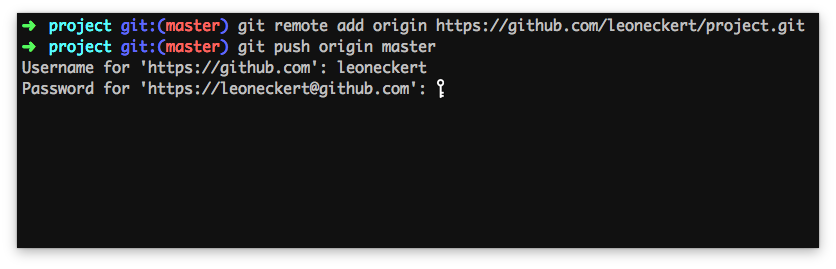 ➜ project git:(master) git remote add origin https://github.com/leoneckert/project.git
➜ project git:(master) git push origin master
Username for 'https://github.com': leoneckert
Password for 'https://leoneckert@github.com':